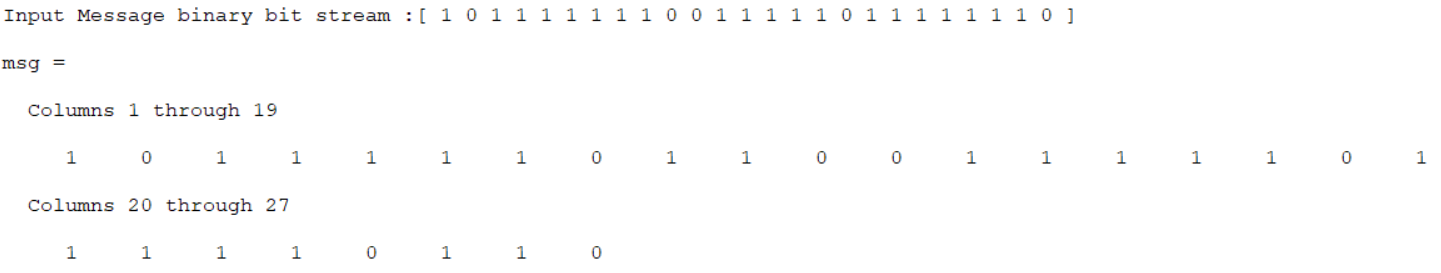 Input Message binary bit stream :[ 1 0 1 1 1 1 1 1 1 0 0 1 1 1 1 1 0 1 1 1 1 1 1 1 0 ]
msg =
Columns 1 through 19
1 0 1 1 1 1 1 0 1 1 0 0 1 1 1 1 1 0 1
Columns 20 through 27
1 1 1 1 0 1 1 0